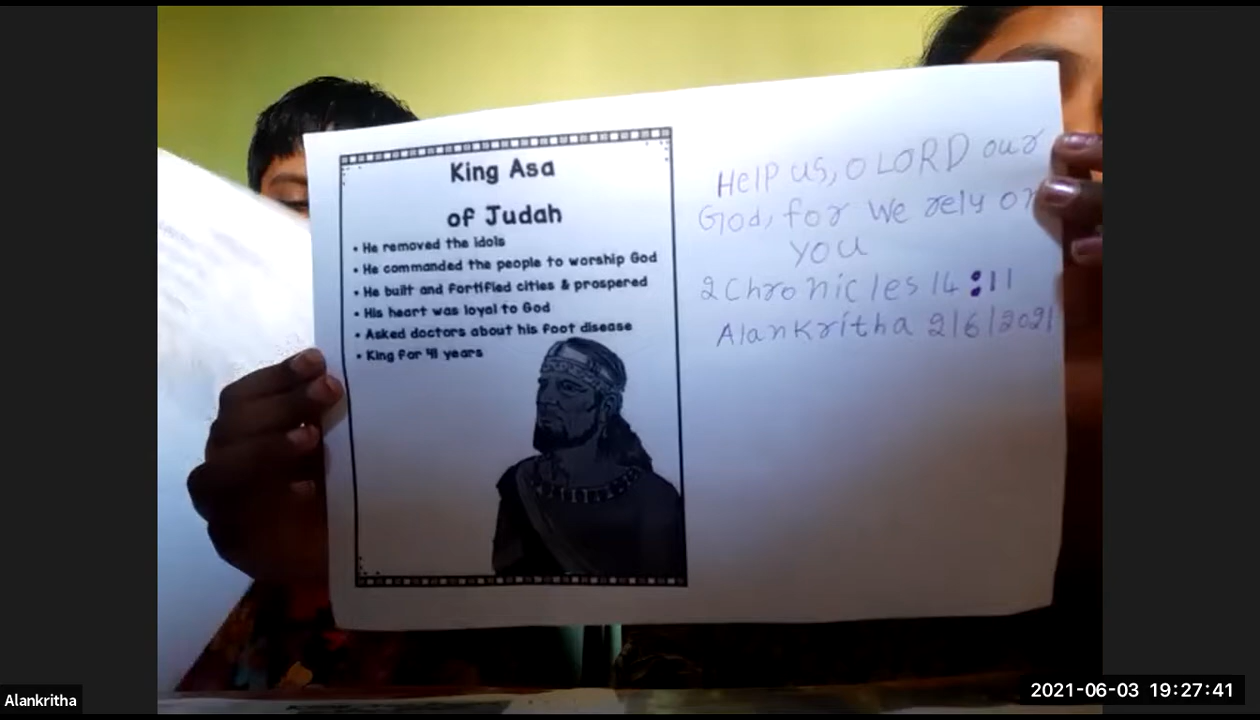 King Asa
of Judah
• He removed the idols
• He commanded the people to worship God
• He built and fortified cities & prospered
• His heart was loyal to God
• Asked doctors about his foot disease
• King for 41 years
Help us, O LORD our
God, for we rely on
you
2 Chronicles 14:11
Alankritha 2/6/2021
Alankritha
2021-06-03 19:27:41